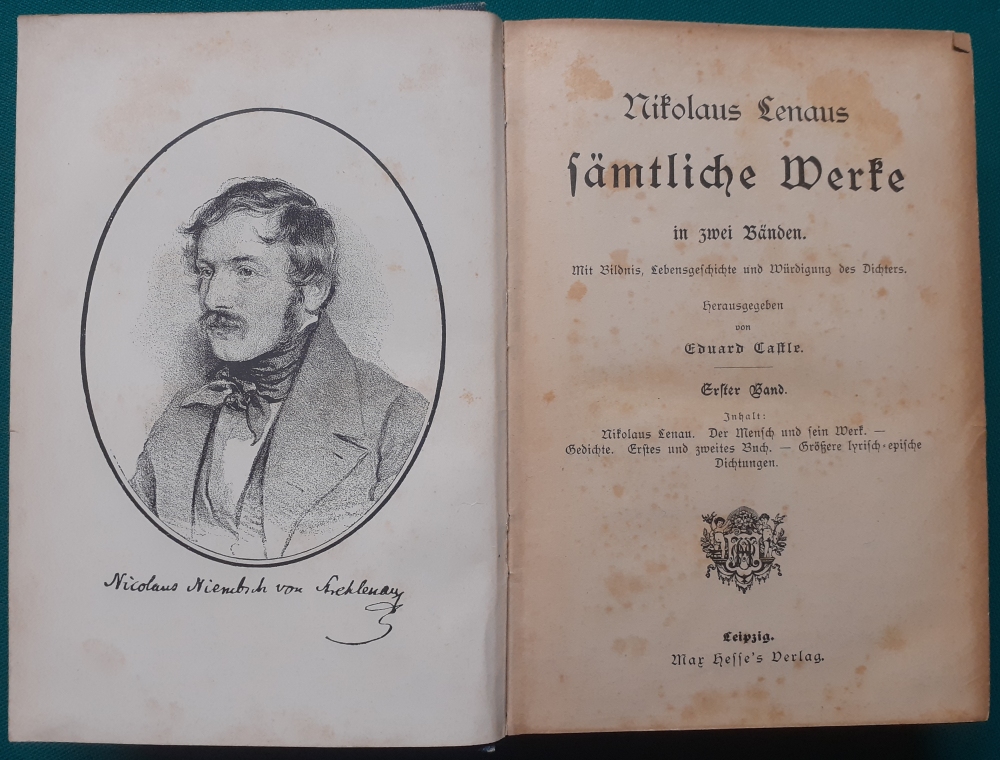 Nicolaus Niembsch von Strehlenau
Nikolaus Lenaus
sämtliche Werke
in zwei Bänden.
Mit Bildnis, Lebensgeschichte und Würdigung des Dichters.
Herausgegeben
von
Eduard Castle.
Erster Band.
Inhalt:
Nikolaus Lenau. Der Mensch und sein Werk. —
Gedichte. Erstes und zweites Buch. — Größere lyrisch-epische
Dichtungen.
Leipzig.
Max Hesse's Verlag.